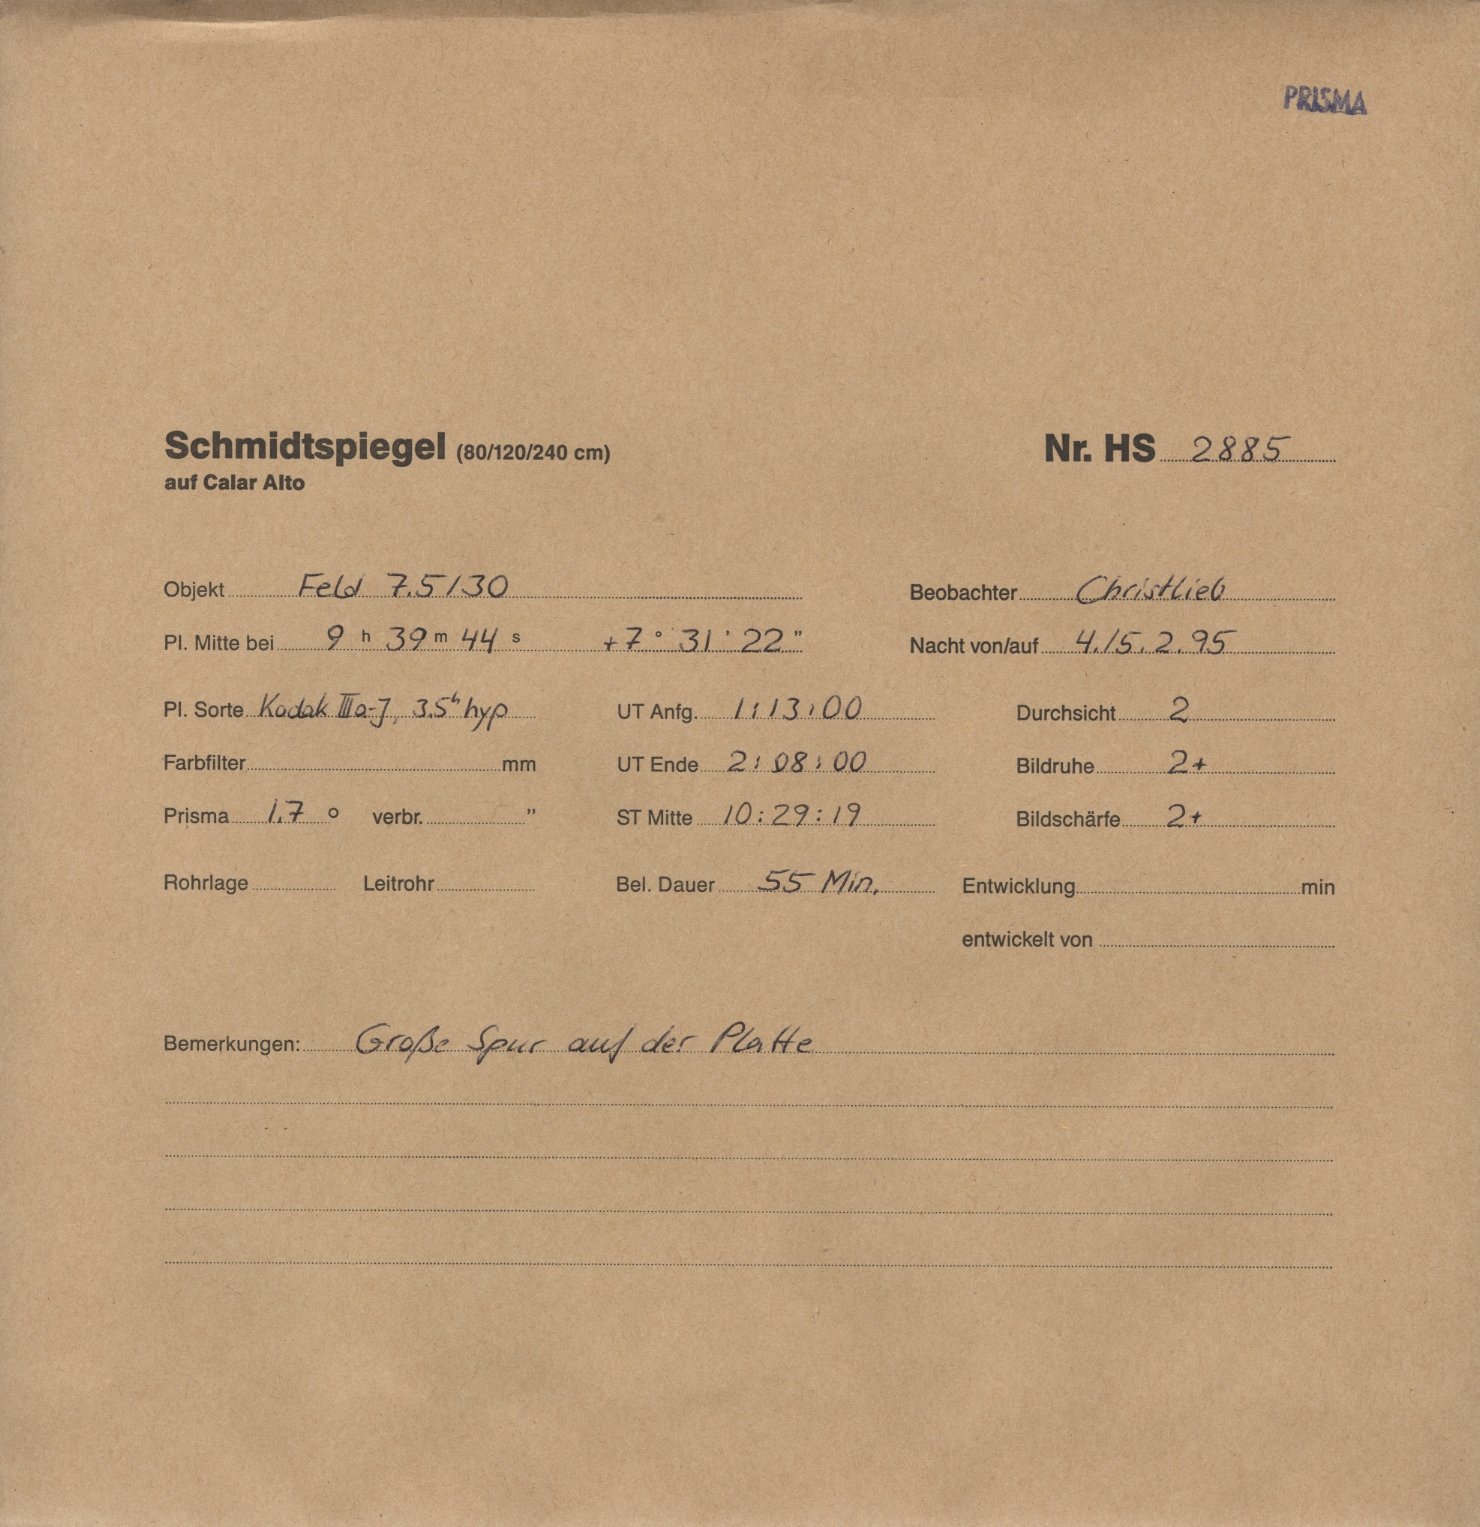 PRISMA
Schmidtspiegel (80/120/240 cm) Nr. HS 2885
auf Calar Alto
Objekt Feld 7.5/30 Beobachter Christlieb
Pl. Mitte bei 9 h 39 m 44 s +7 ° 31 ' 22 " Nacht von/auf 4./5.2.95
Pl. Sorte Kodak IIIa-J, 3.5h hyp UT Anfg. 1:13:00 Durchsicht 2
Farbfilter mm UT Ende 2:08:00 Bildruhe 2+
Prisma 1.7 ° verbr. " ST Mitte 10:29:19 Bildschärfe 2+
Rohrlage Leitrohr Bel. Dauer 55 Min. Entwicklung min
entwickelt von
Bemerkungen: Große Spur auf der Platte